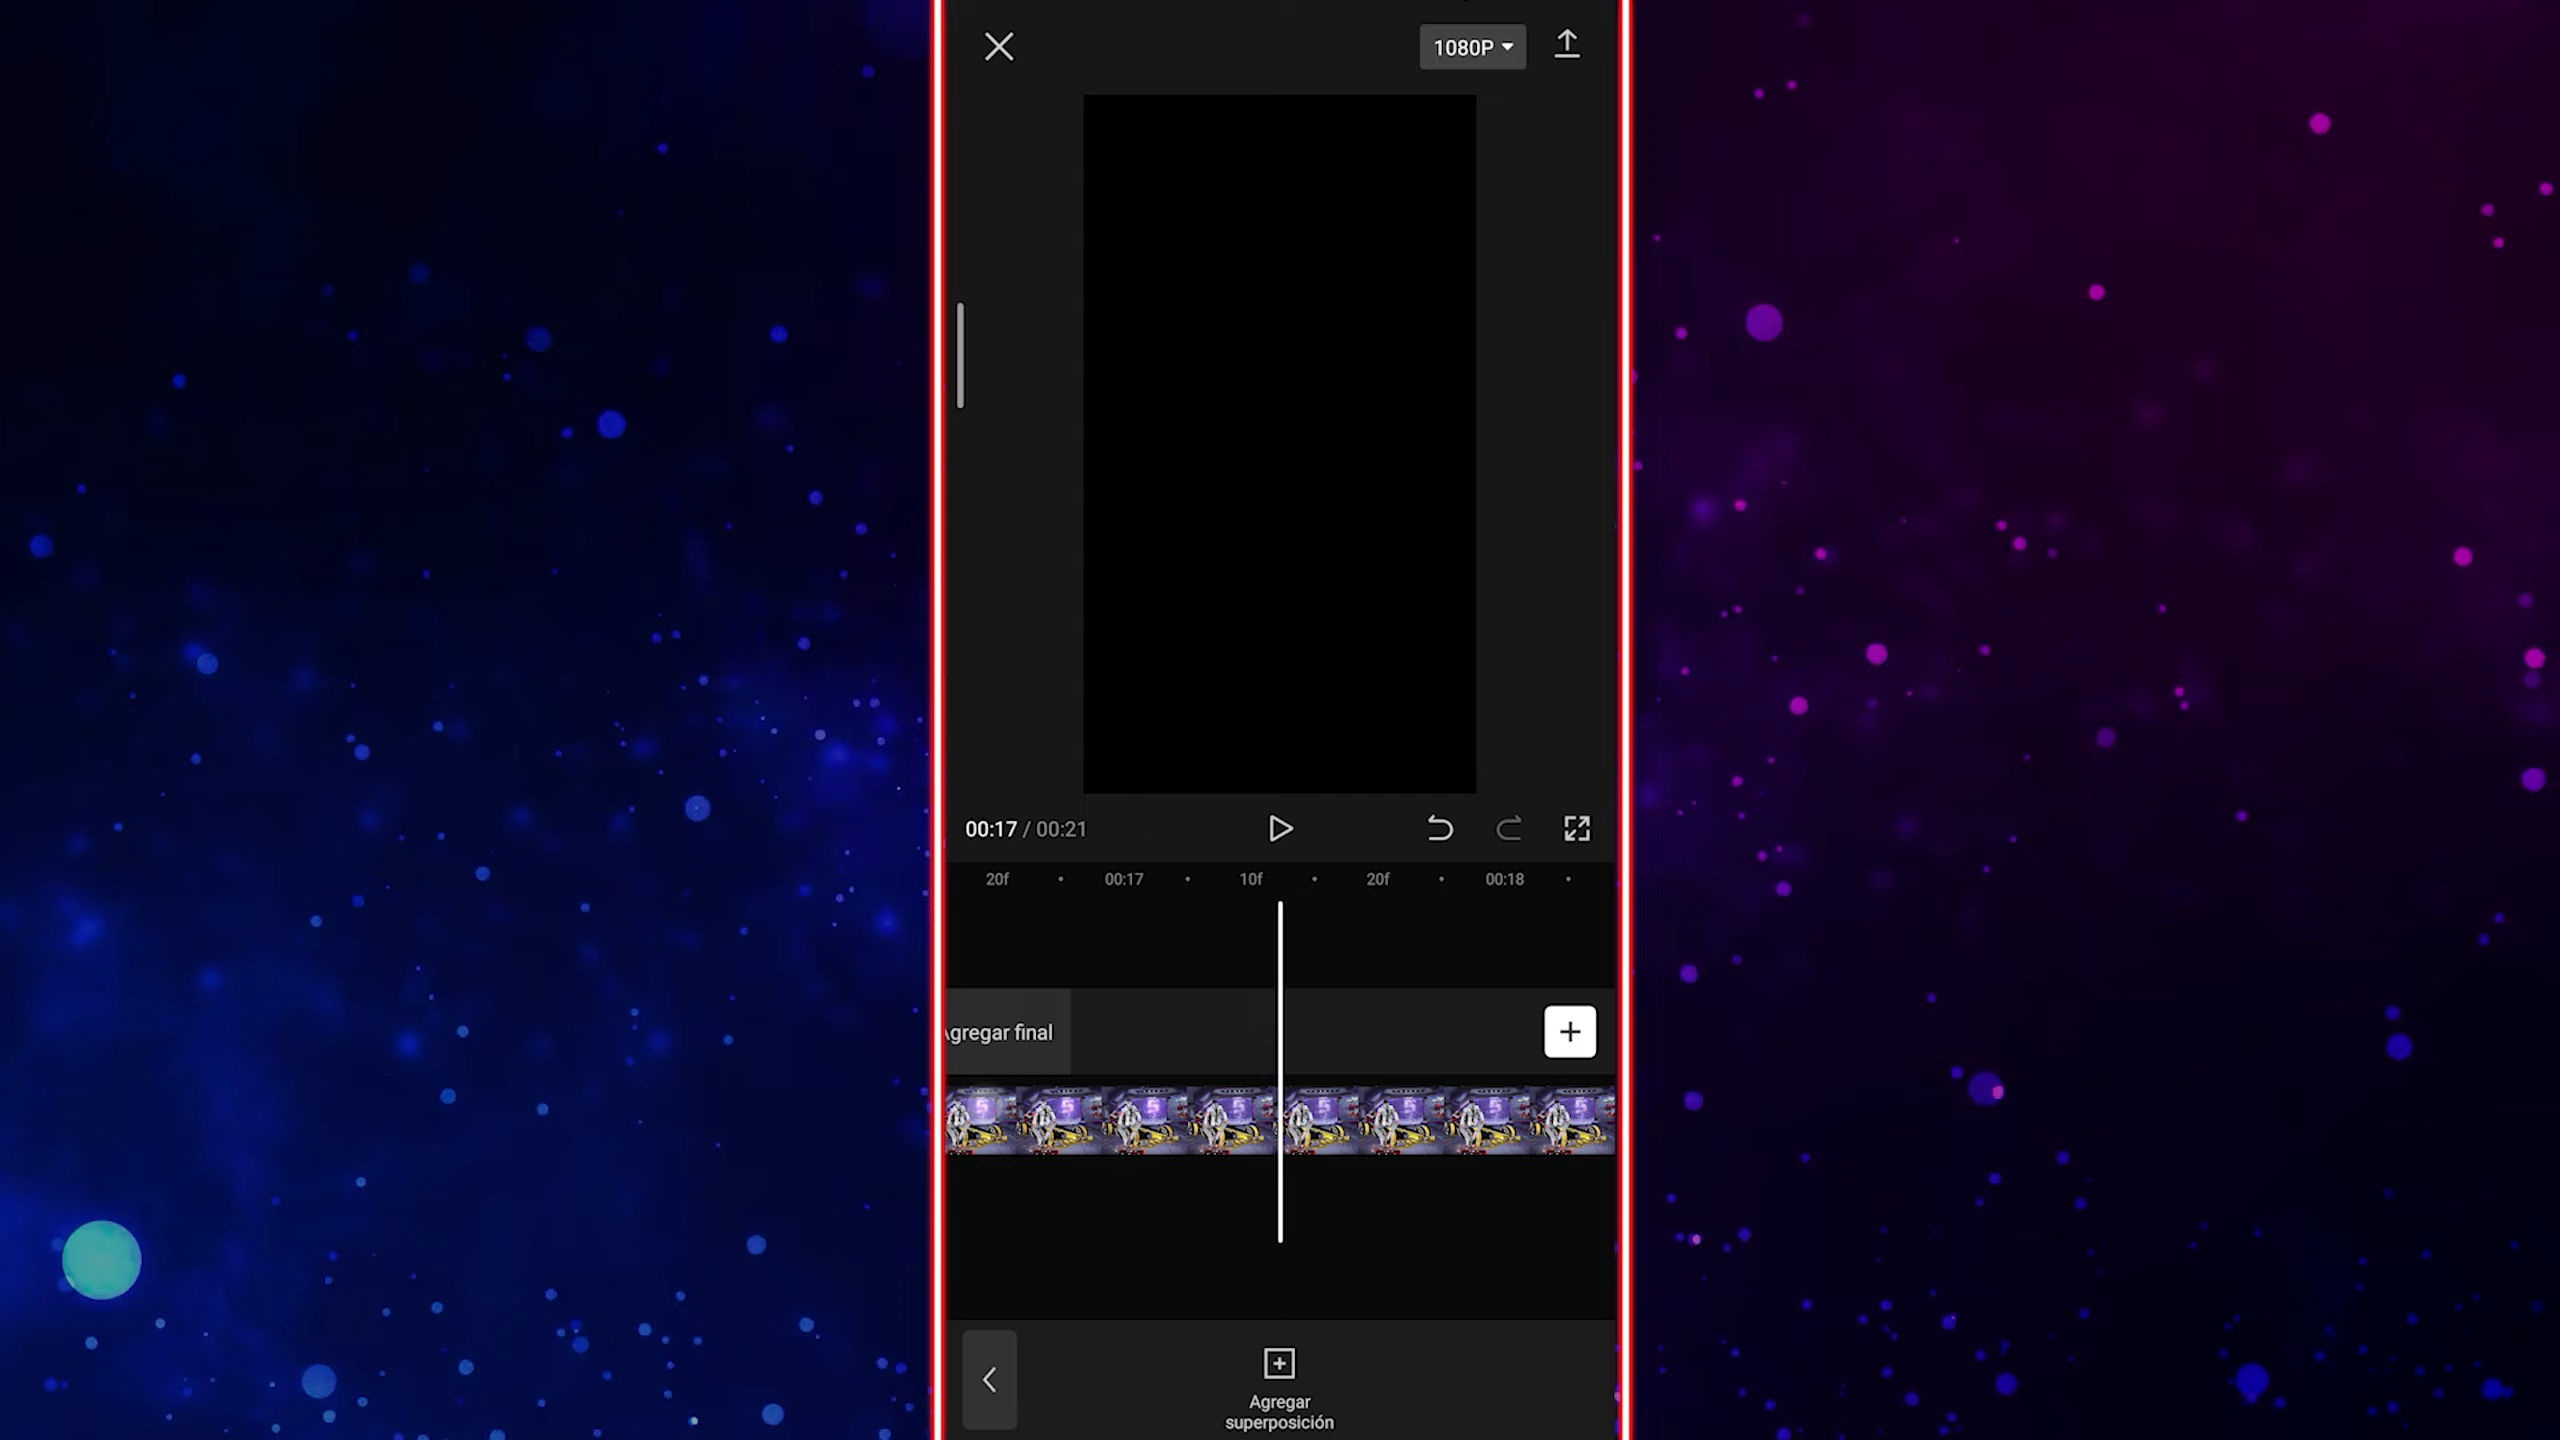 1080P
00:17 / 00:21
20f
00:17
10f
20f
00:18
gregar final
Agregar
superposición